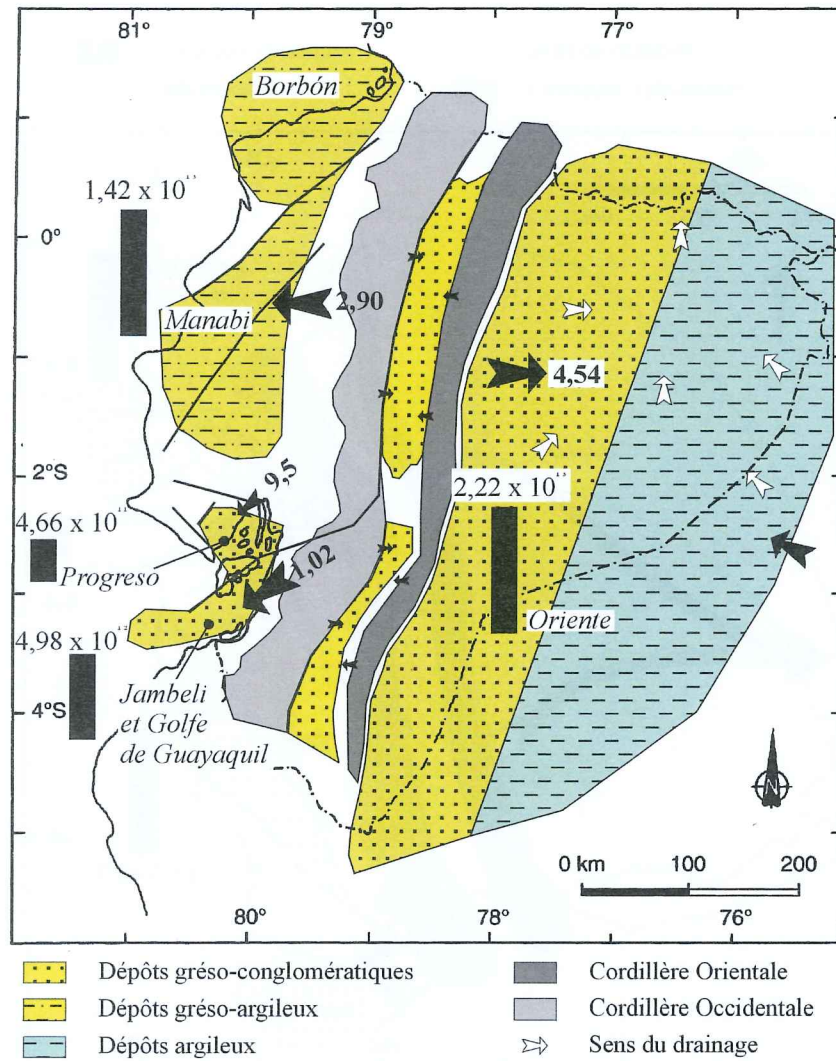 81°
79°
77°
Borbón
1,42 x 10
0°
2,90
Manabi
4,54
2°S
2,22 x 10
9,5
4,66 x 10
Progreso
1,02
Oriente
4,98 x 10
Jambeli
et Golfe
de Guayaquil
4°S
N
0 km 100 200
80° 78° 76°
Dépôts gréso-conglomératiques
Dépôts gréso-argileux
Dépôts argileux
Cordillère Orientale
Cordillère Occidentale
Sens du drainage